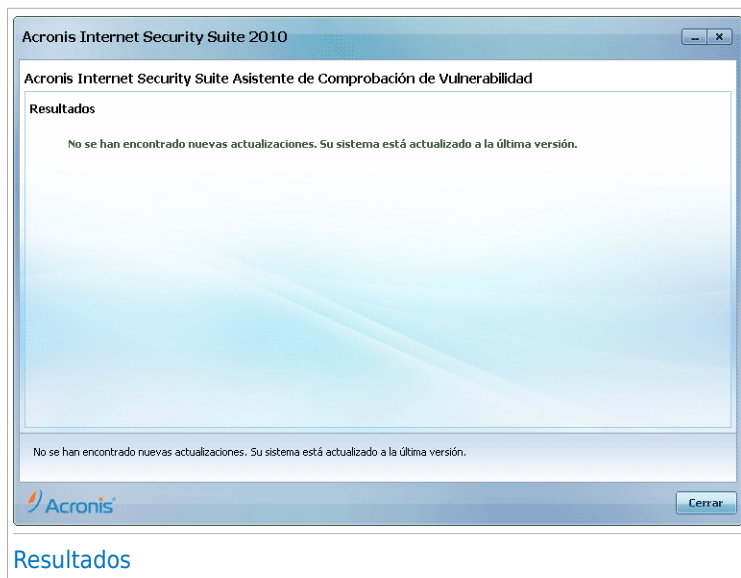 Acronis Internet Security Suite 2010
Acronis Internet Security Suite Asistente de Comprobación de Vulnerabilidad
Resultados
No se han encontrado nuevas actualizaciones. Su sistema está actualizado a la última versión.
No se han encontrado nuevas actualizaciones. Su sistema está actualizado a la última versión.
Acronis
Cerrar
Resultados